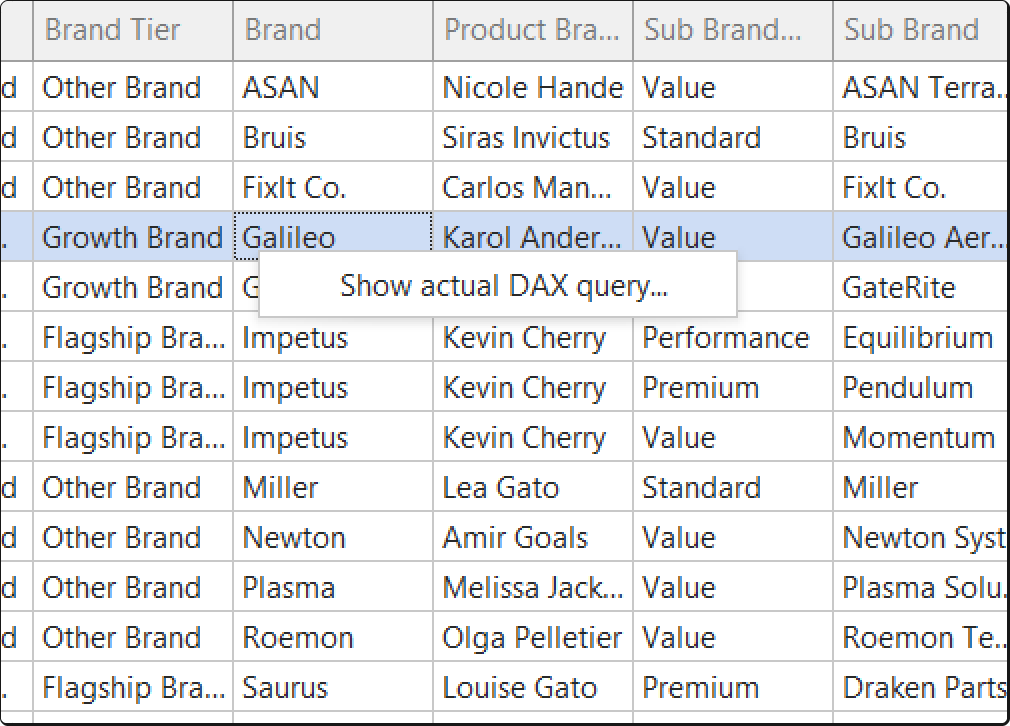 Brand Tier Brand Product Bra... Sub Brand... Sub Brand
d Other Brand ASAN Nicole Hande Value ASAN Terra..
d Other Brand Bruis Siras Invictus Standard Bruis
d Other Brand FixIt Co. Carlos Man... Value FixIt Co.
. Growth Brand Galileo Karol Ander... Value Galileo Aer...
. Growth Brand G GateRite
Show actual DAX query...
. Flagship Bra... Impetus Kevin Cherry Performance Equilibrium
. Flagship Bra... Impetus Kevin Cherry Premium Pendulum
. Flagship Bra... Impetus Kevin Cherry Value Momentum
d Other Brand Miller Lea Gato Standard Miller
d Other Brand Newton Amir Goals Value Newton Syst
d Other Brand Plasma Melissa Jack... Value Plasma Solu.
d Other Brand Roemon Olga Pelletier Value Roemon Te..
. Flagship Bra... Saurus Louise Gato Premium Draken Parts